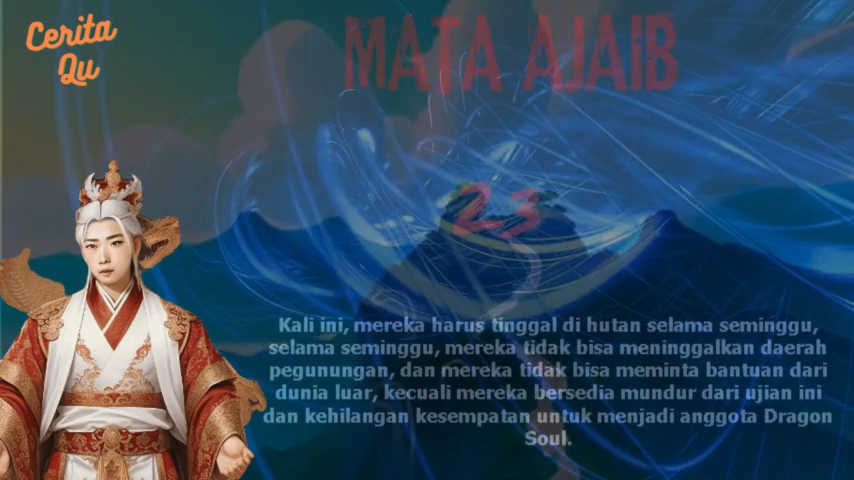 Cerita
Qu
MATA AJAIB
23
Kali ini, mereka harus tinggal di hutan selama seminggu,
selama seminggu, mereka tidak bisa meninggalkan daerah
pegunungan, dan mereka tidak bisa meminta bantuan dari
dunia luar, kecuali mereka bersedia mundur dari ujian ini
dan kehilangan kesempatan untuk menjadi anggota Dragon
Soul.